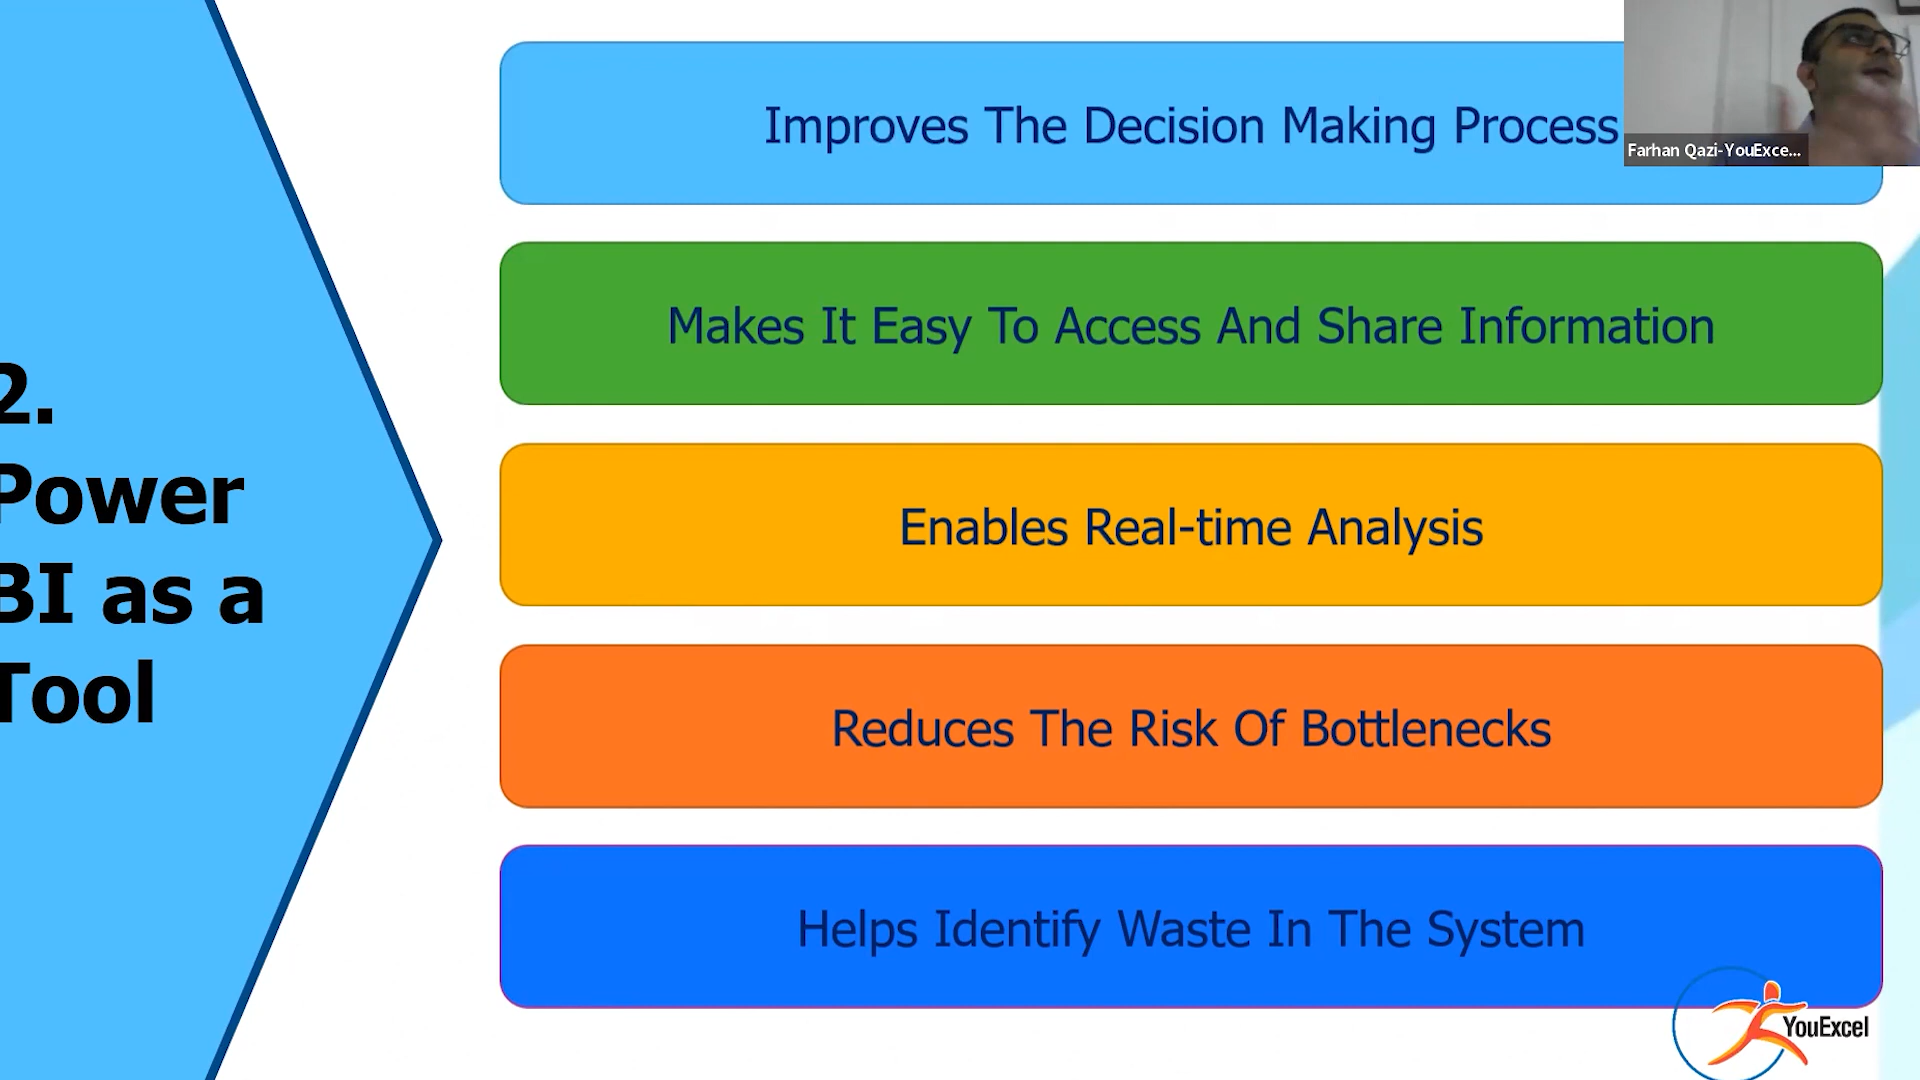 2.
Power
BI as a
Tool
Improves The Decision Making Process
Farhan Qazi-YouExce...
Makes It Easy To Access And Share Information
Enables Real-time Analysis
Reduces The Risk Of Bottlenecks
Helps Identify Waste In The System
YouExcel